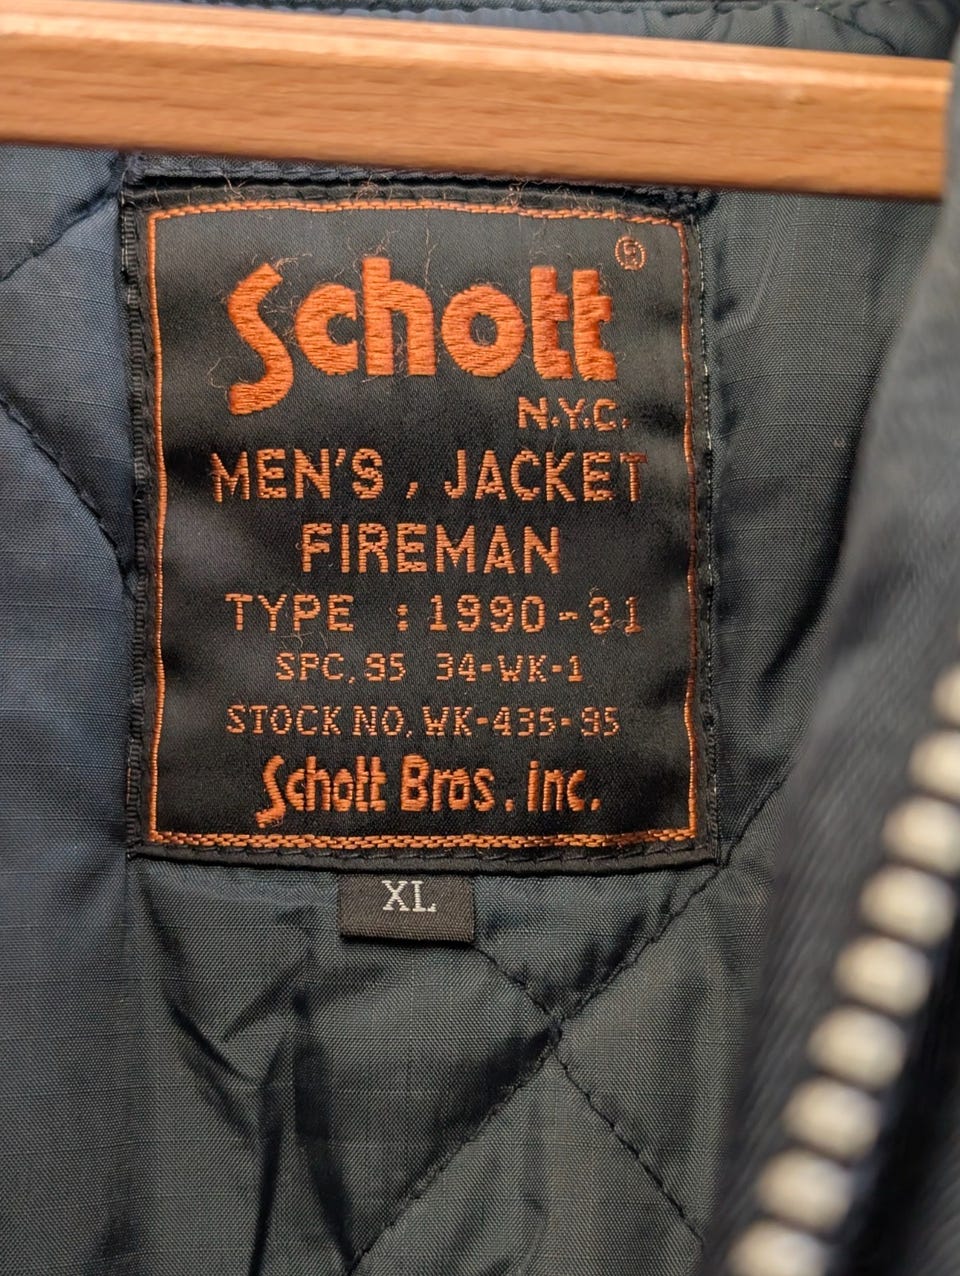 Schott®
N.Y.C.
MEN'S, JACKET
FIREMAN
TYPE : 1990-31
SPC, 95 34-WK-1
STOCK NO. WK-435-95
Schott Bros. inc.
XL